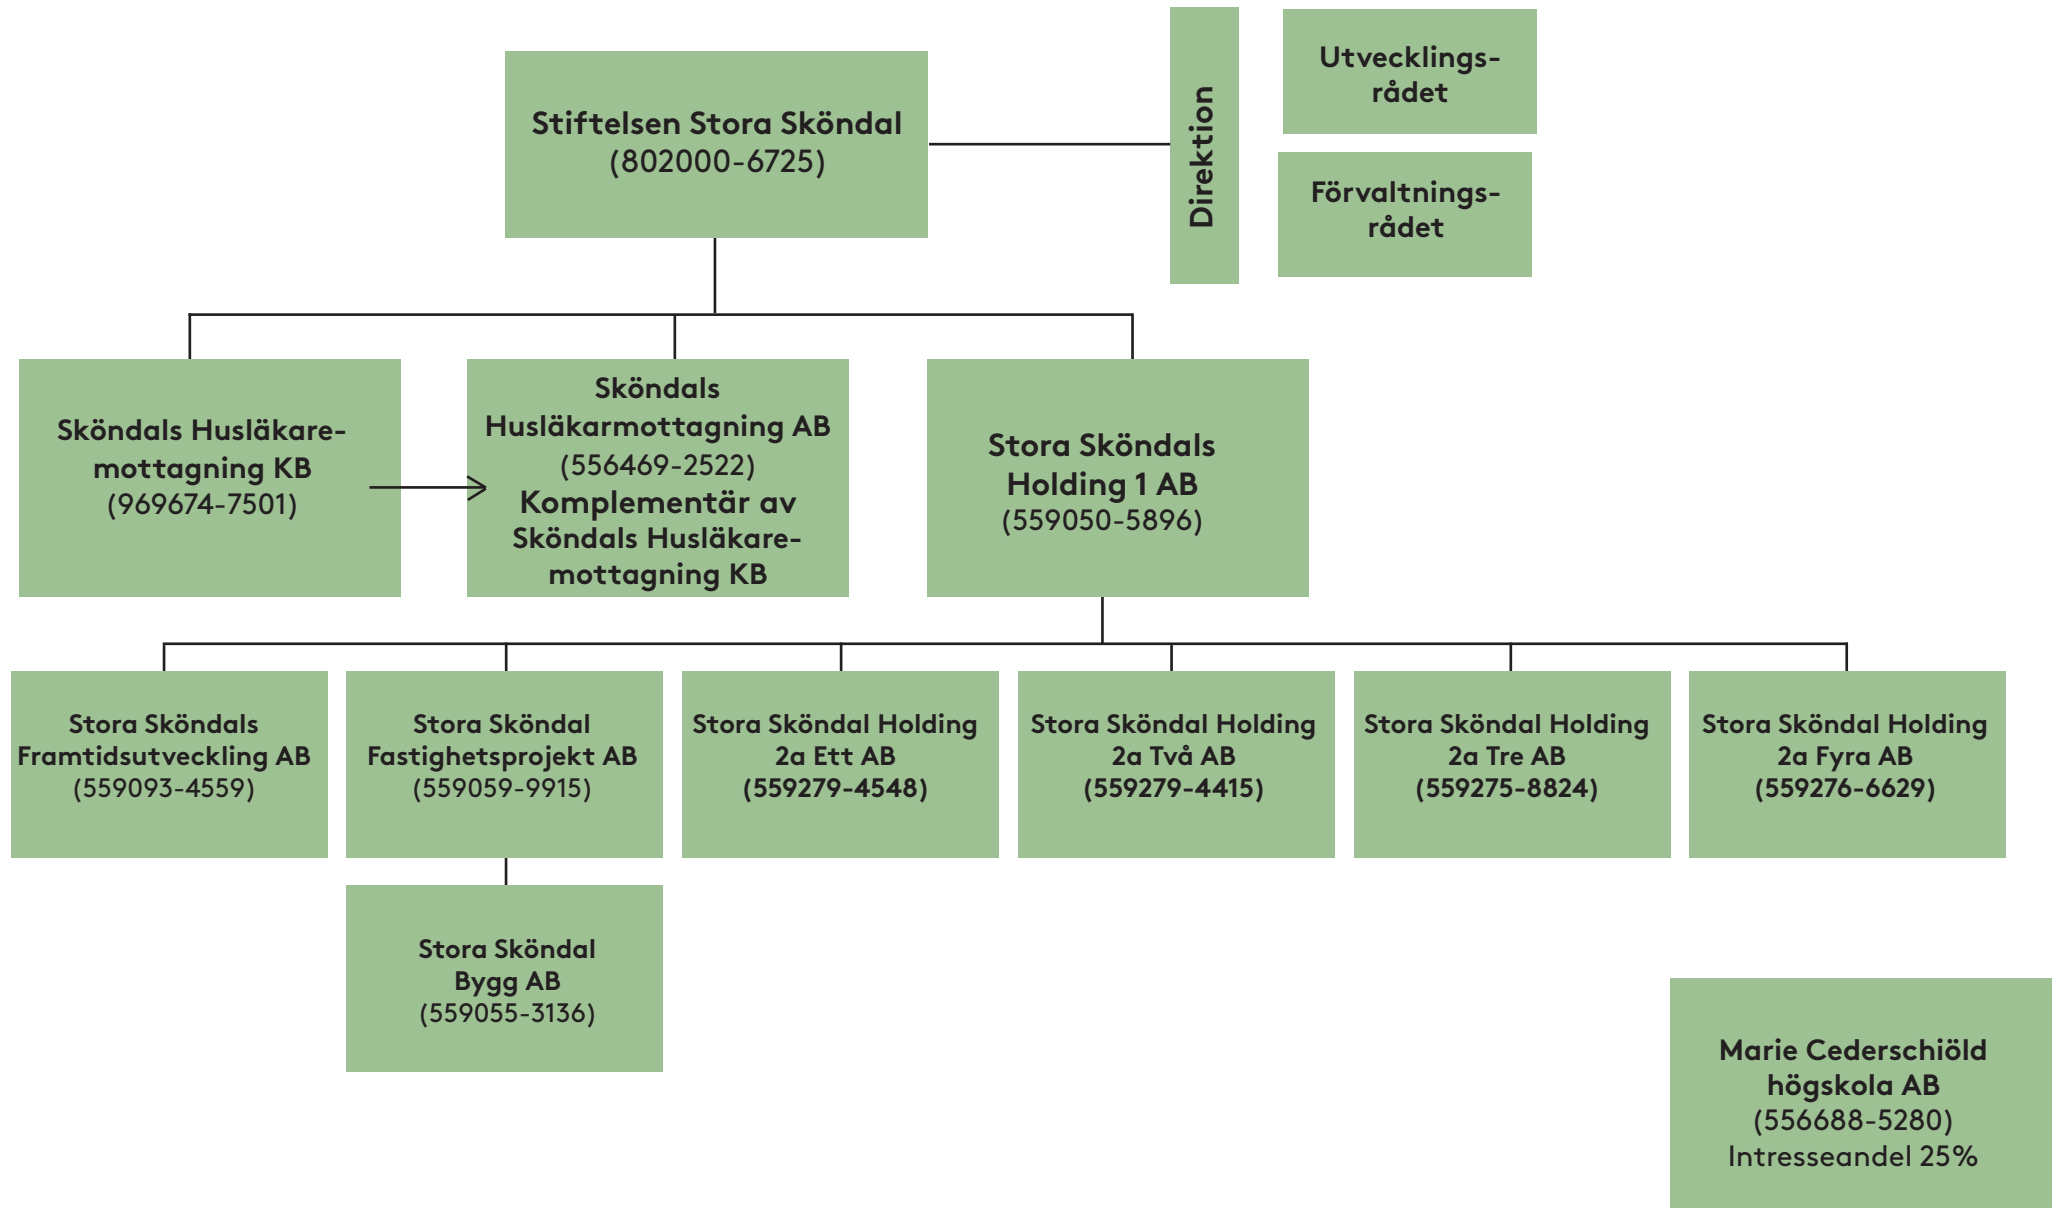 Stiftelsen Stora Sköndal
(802000-6725)
Direktion
Utvecklings-
rådet
Förvaltnings-
rådet
Sköndals Husläkare-
mottagning KB
(969674-7501)
Sköndals
Husläkarmottagning AB
(556469-2522)
Komplementär av
Sköndals Husläkare-
mottagning KB
Stora Sköndals
Holding 1 AB
(559050-5896)
Stora Sköndals
Framtidsutveckling AB
(559093-4559)
Stora Sköndal
Fastighetsprojekt AB
(559059-9915)
Stora Sköndal Holding
2a Ett AB
(559279-4548)
Stora Sköndal Holding
2a Två AB
(559279-4415)
Stora Sköndal Holding
2a Tre AB
(559275-8824)
Stora Sköndal Holding
2a Fyra AB
(559276-6629)
Stora Sköndal
Bygg AB
(559055-3136)
Marie Cederschiöld
högskola AB
(556688-5280)
Intresseandel 25%